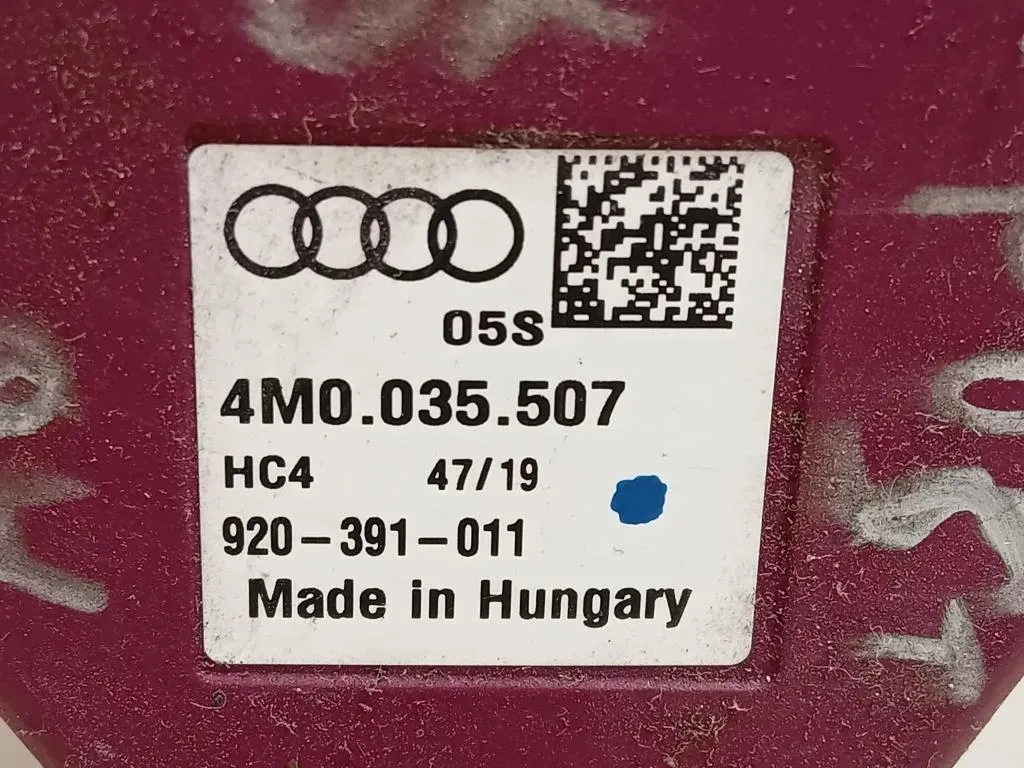 05S
4M0.035.507
HC4 47/19
920-391-011
Made in Hungary